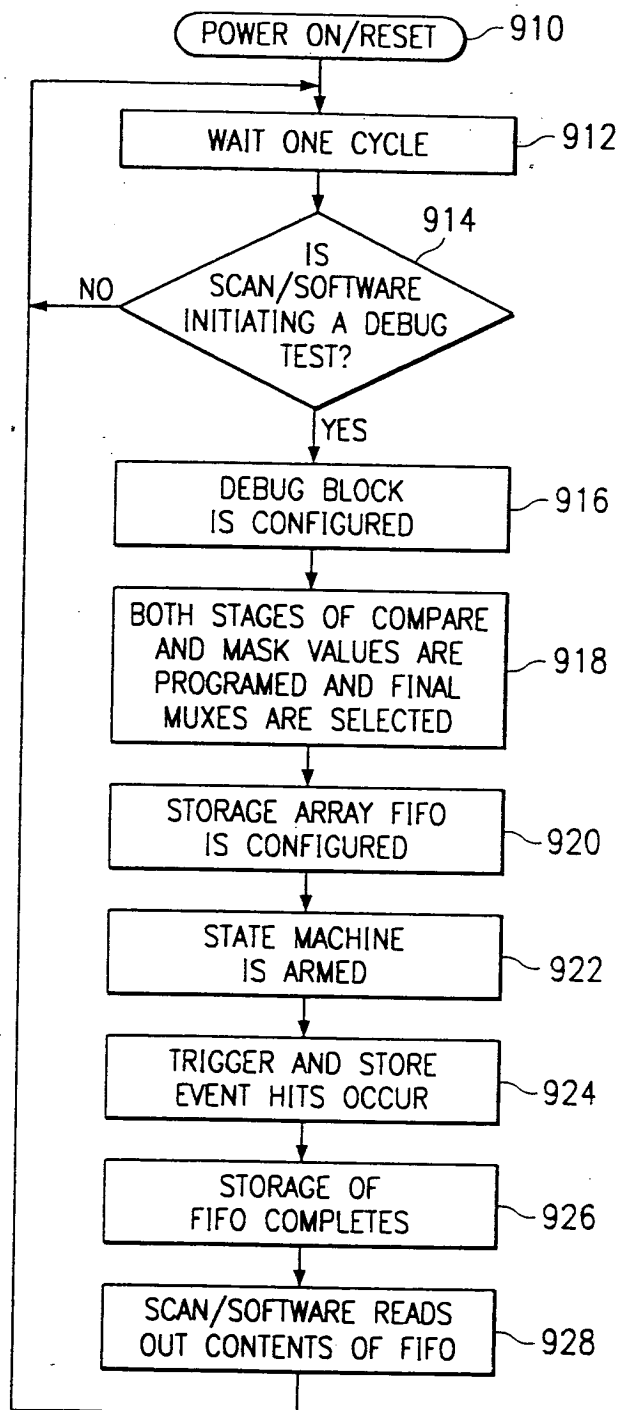 POWER ON/RESET
910
WAIT ONE CYCLE
912
914
IS
SCAN/SOFTWARE
INITIATING A DEBUG
TEST?
NO
YES
DEBUG BLOCK
IS CONFIGURED
916
BOTH STAGES OF COMPARE
AND MASK VALUES ARE
PROGRAMED AND FINAL
MUXES ARE SELECTED
918
STORAGE ARRAY FIFO
IS CONFIGURED
920
STATE MACHINE
IS ARMED
922
TRIGGER AND STORE
EVENT HITS OCCUR
924
STORAGE OF
FIFO COMPLETES
926
SCAN/SOFTWARE READS
OUT CONTENTS OF FIFO
928